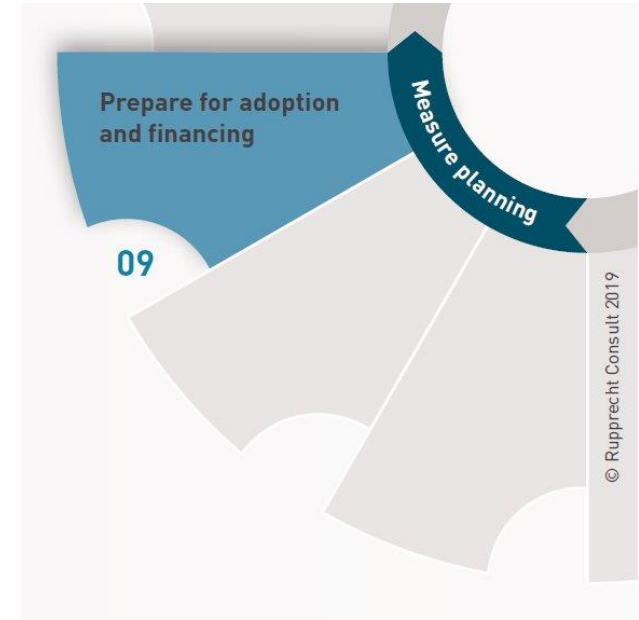 Prepare for adoption
and financing
Measure planning
09
© Rupprecht Consult 2019